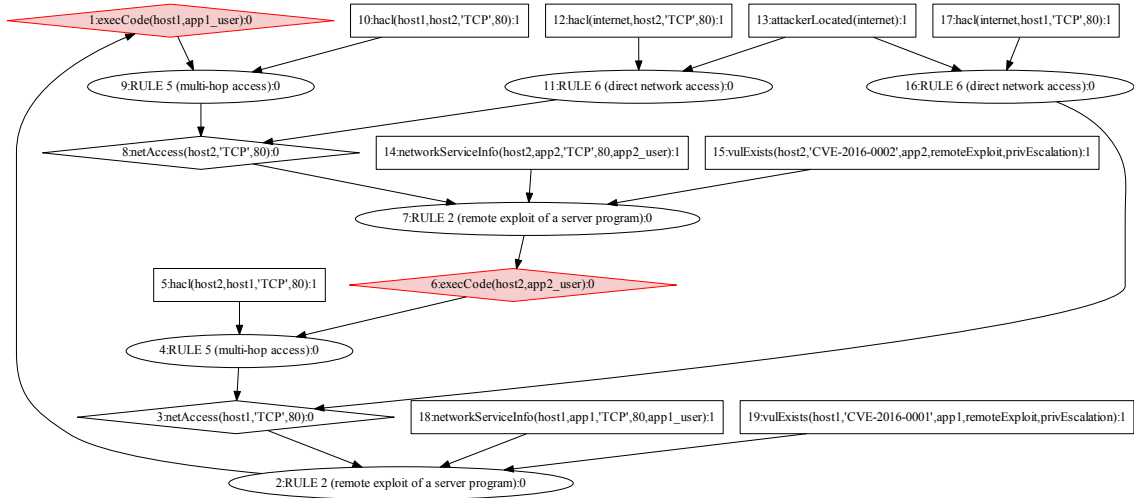 1:execCode(host1,app1_user):0
10:hacl(host1,host2,'TCP',80):1
12:hacl(internet,host2,'TCP',80):1
13:attackerLocated(internet):1
17:hacl(internet,host1,'TCP',80):1
9:RULE 5 (multi-hop access):0
11:RULE 6 (direct network access):0
16:RULE 6 (direct network access):0
8:netAccess(host2,'TCP',80):0
14:networkServiceInfo(host2,app2,'TCP',80,app2_user):1
15:vulExists(host2,'CVE-2016-0002',app2,remoteExploit,privEscalation):1
7:RULE 2 (remote exploit of a server program):0
5:hacl(host2,host1,'TCP',80):1
6:execCode(host2,app2_user):0
4:RULE 5 (multi-hop access):0
3:netAccess(host1,'TCP',80):0
18:networkServiceInfo(host1,app1,'TCP',80,app1_user):1
19:vulExists(host1,'CVE-2016-0001',app1,remoteExploit,privEscalation):1
2:RULE 2 (remote exploit of a server program):0